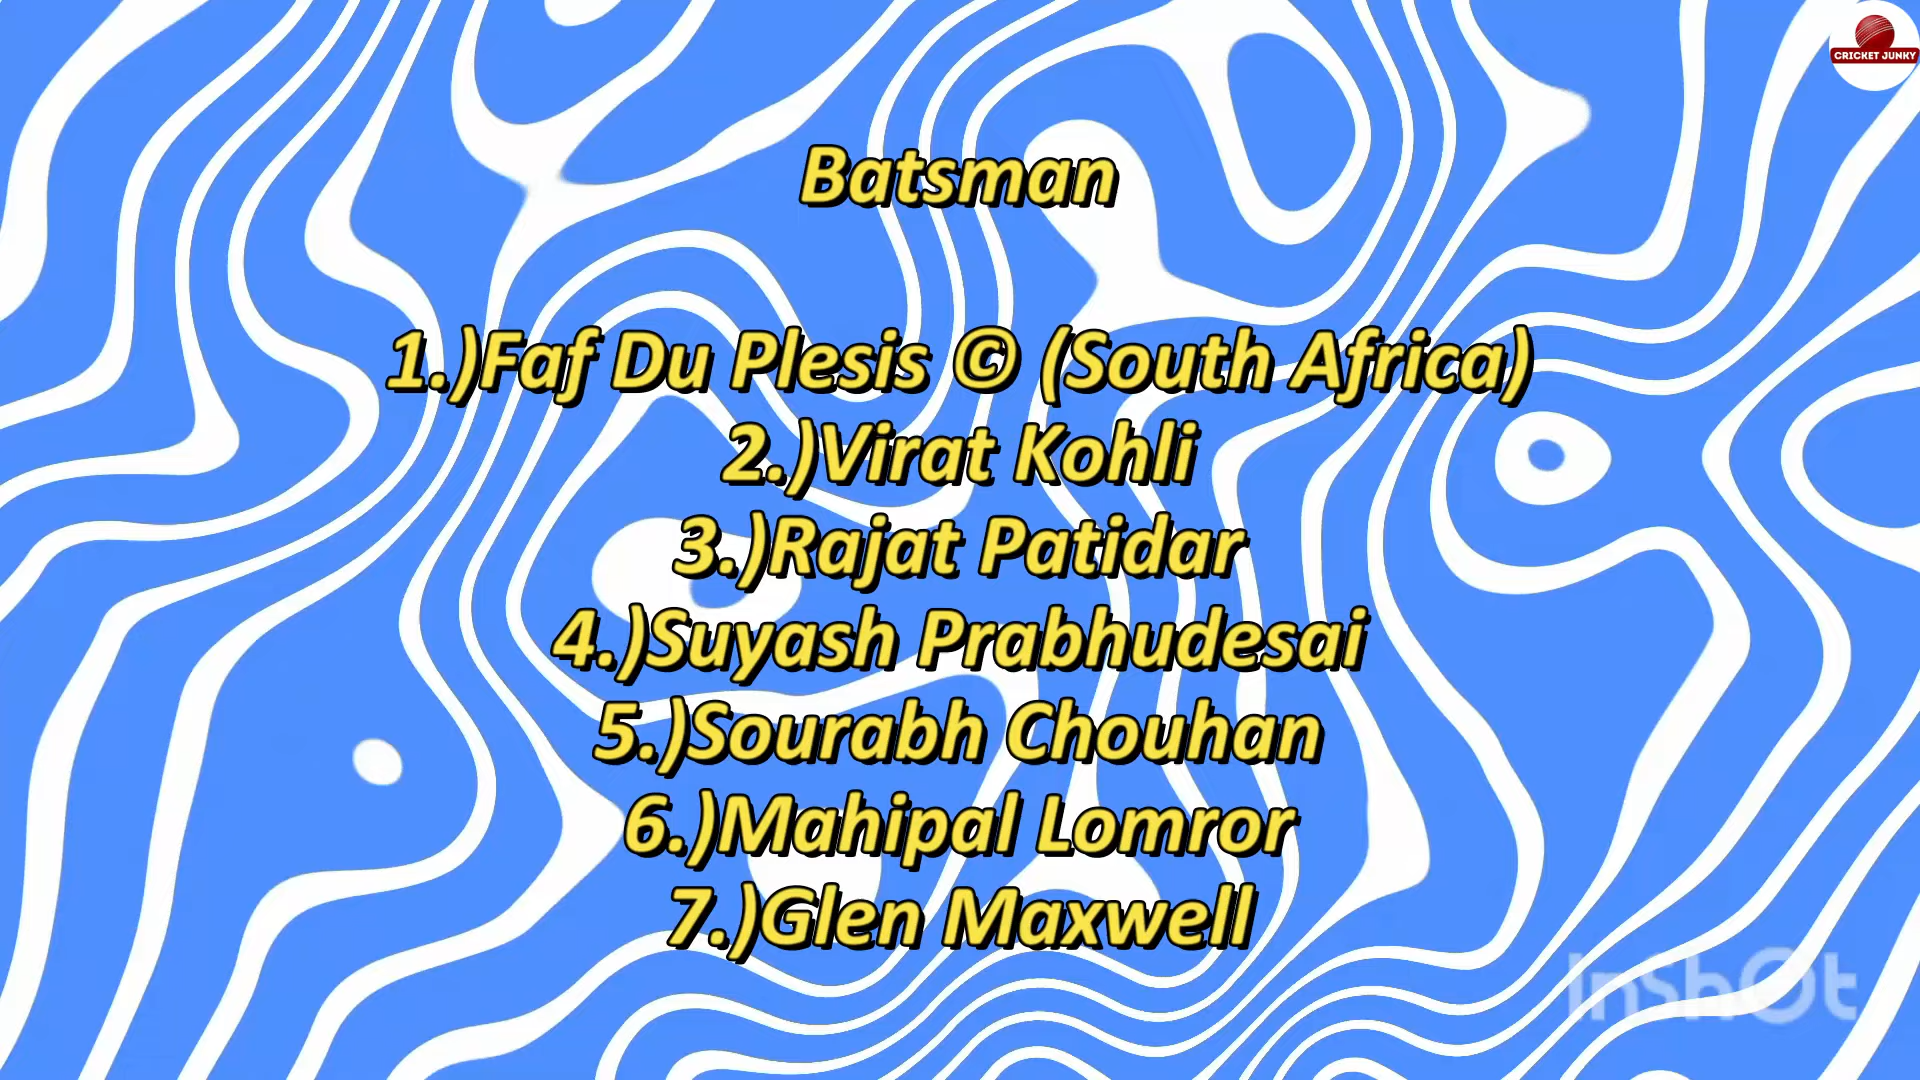 CRICKET JUNKY
Batsman
1.)Faf Du Plesis © (South Africa)
2.)Virat Kohli
3.)Rajat Patidar
4.)Suyash Prabhudesai
5.)Sourabh Chouhan
6.)Mahipal Lomror
7.)Glen Maxwell
InShOt